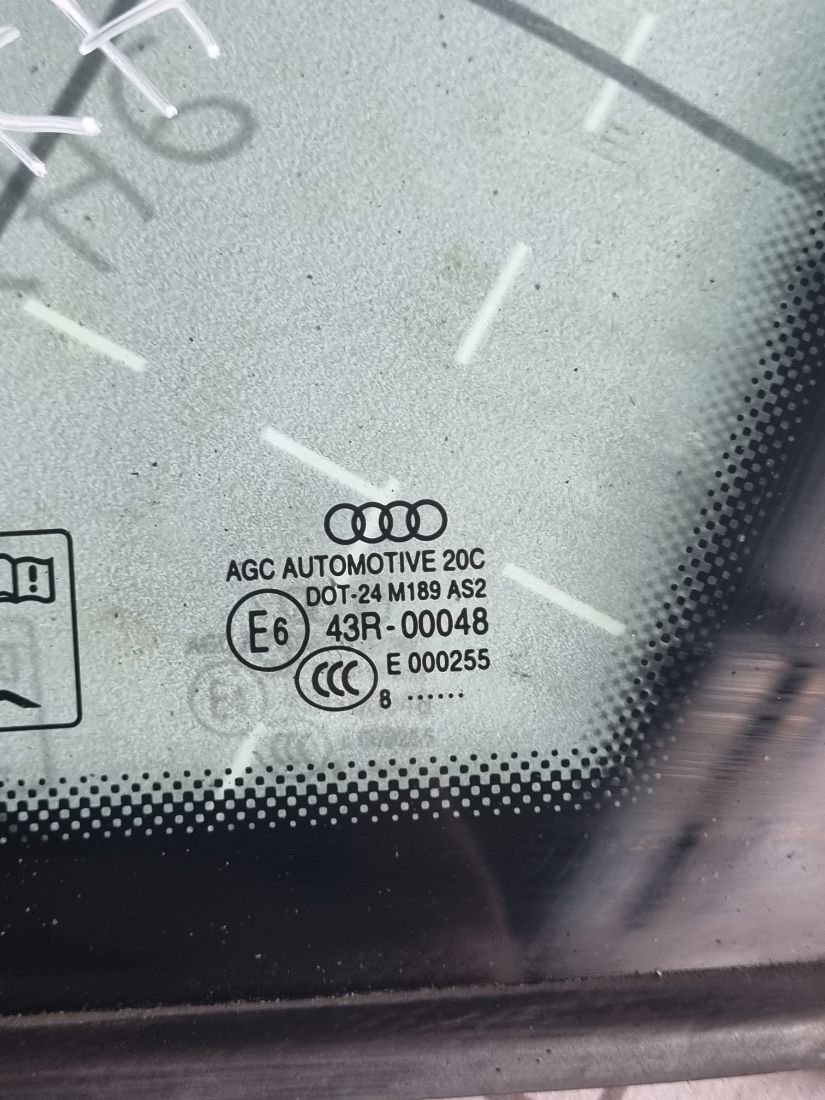 AGC AUTOMOTIVE 20C
DOT-24 M189 AS2
E6 43R-00048
CCC E 000255
8 ......